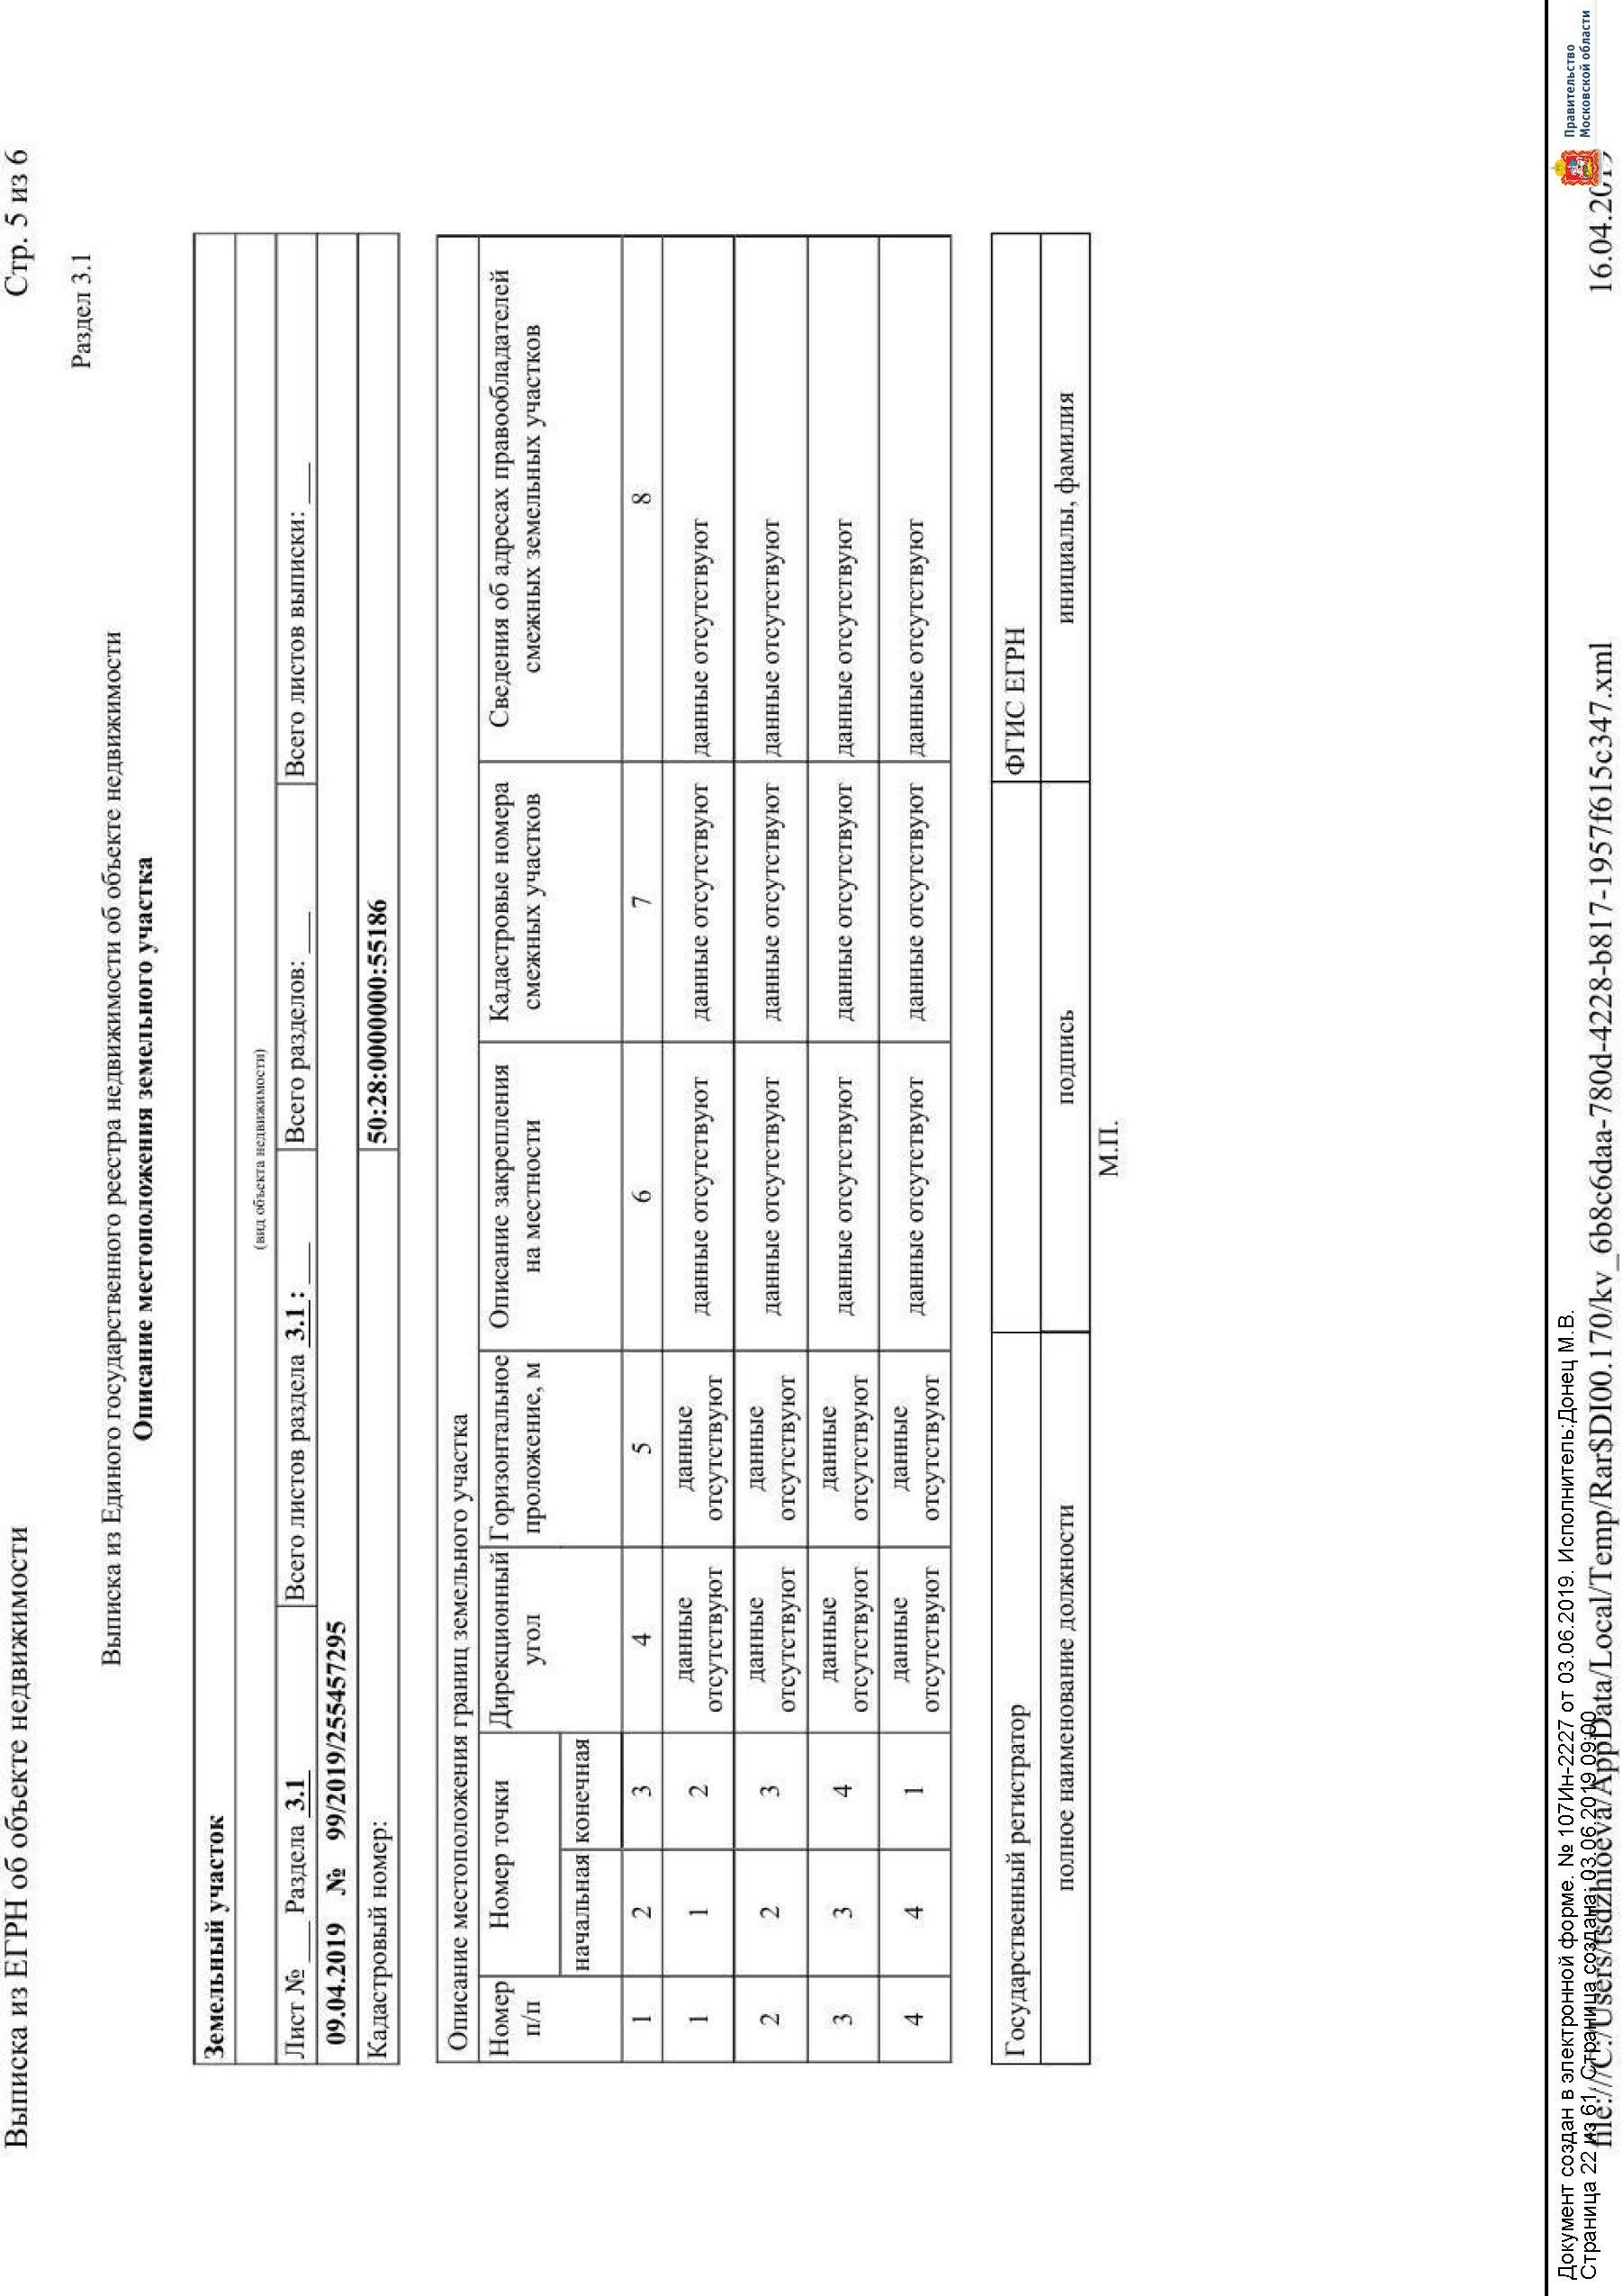 Выписка из ЕГРН об объекте недвижимости Стр. 5 из 6
Раздел 3.1
Выписка из Единого государственного реестра недвижимости об объекте недвижимости
Описание местоположения земельного участка
Земельный участок
(вид объекта недвижимости)
Лист № ___ Раздела 3.1 Всего листов раздела 3.1 : ___ Всего разделов: ___ Всего листов выписки: ___
09.04.2019 № 99/2019/255457295
Кадастровый номер: 50:28:0000000:55186
Описание местоположения границ земельного участка
Номер Номер точки Дирекционный Горизонтальное Описание закрепления Кадастровые номера Сведения об адресах правообладателей
п/п угол проложение, м на местности смежных участков смежных земельных участков
начальная конечная
1 2 3 4 5 6 7 8
1 1 2 данные данные данные отсутствуют данные отсутствуют данные отсутствуют
отсутствуют отсутствуют
2 2 3 данные данные данные отсутствуют данные отсутствуют данные отсутствуют
отсутствуют отсутствуют
3 3 4 данные данные данные отсутствуют данные отсутствуют данные отсутствуют
отсутствуют отсутствуют
4 4 1 данные данные данные отсутствуют данные отсутствуют данные отсутствуют
отсутствуют отсутствуют
Государственный регистратор ФГИС ЕГРН
полное наименование должности подпись инициалы, фамилия
М.П.
Документ создан в электронной форме. № 107Ин-2227 от 03.06.2019. Исполнитель:Донец М.В.
Страница 22 из 61. Страница создана: 03.06.2019 09:00
Правительство
Московской области
file://C:/Users/tsdzhioeva/AppData/Local/Temp/Rar$DI00.170/kv_6b8c6daa-780d-4228-b817-1957f615c347.xml 16.04.2019